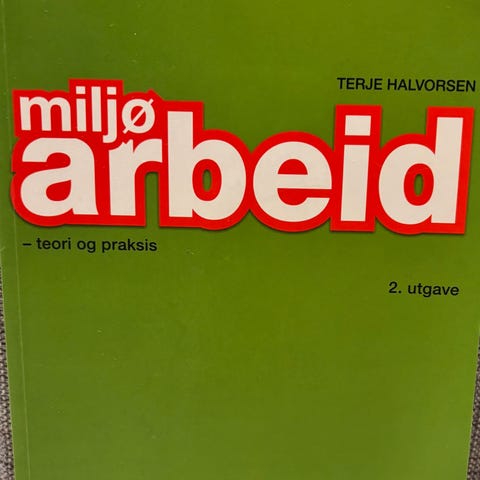 TERJE HALVORSEN
miljø
arbeid
– teori og praksis
2. utgave